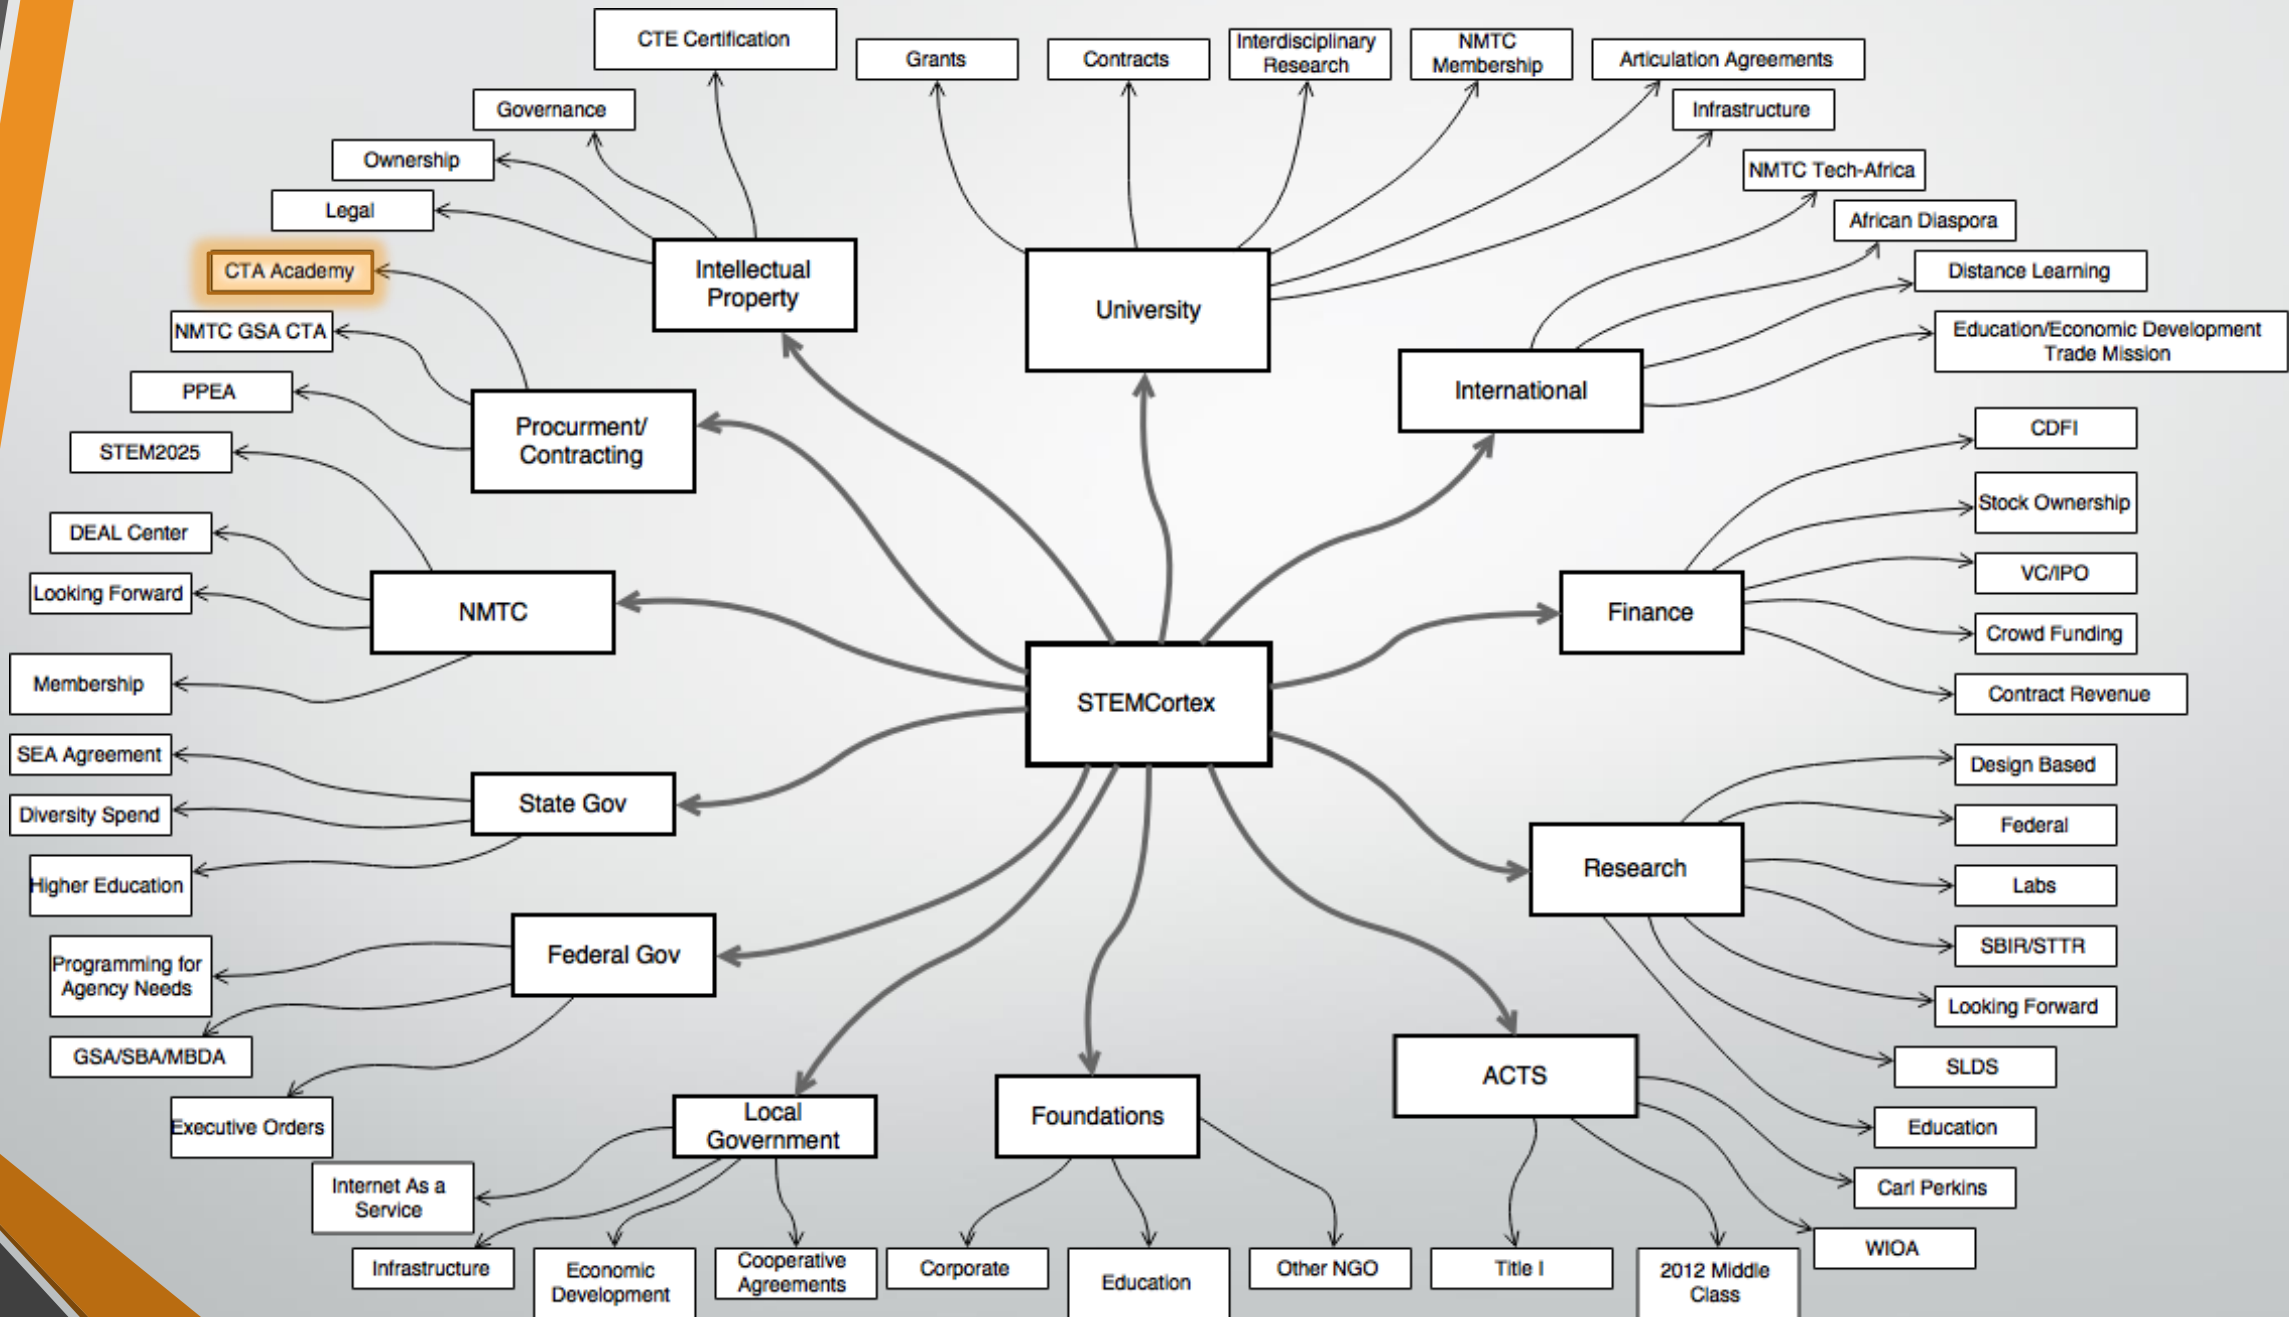 CTE Certification
Grants
Contracts
Interdisciplinary
Research
NMTC
Membership
Articulation Agreements
Governance
Infrastructure
Ownership
NMTC Tech-Africa
Legal
African Diaspora
CTA Academy
Intellectual
Property
University
Distance Learning
NMTC GSA CTA
Education/Economic Development
Trade Mission
PPEA
International
Procurment/
Contracting
CDFI
STEM2025
Stock Ownership
DEAL Center
VC/IPO
Looking Forward
NMTC
Finance
Crowd Funding
Membership
STEMCortex
Contract Revenue
SEA Agreement
Design Based
State Gov
Diversity Spend
Federal
Higher Education
Research
Labs
Federal Gov
SBIR/STTR
Programming for
Agency Needs
Looking Forward
GSA/SBA/MBDA
SLDS
ACTS
Executive Orders
Local
Government
Foundations
Education
Carl Perkins
Internet As a
Service
WIOA
Infrastructure
Economic
Development
Cooperative
Agreements
Corporate
Education
Other NGO
Title I
2012 Middle
Class